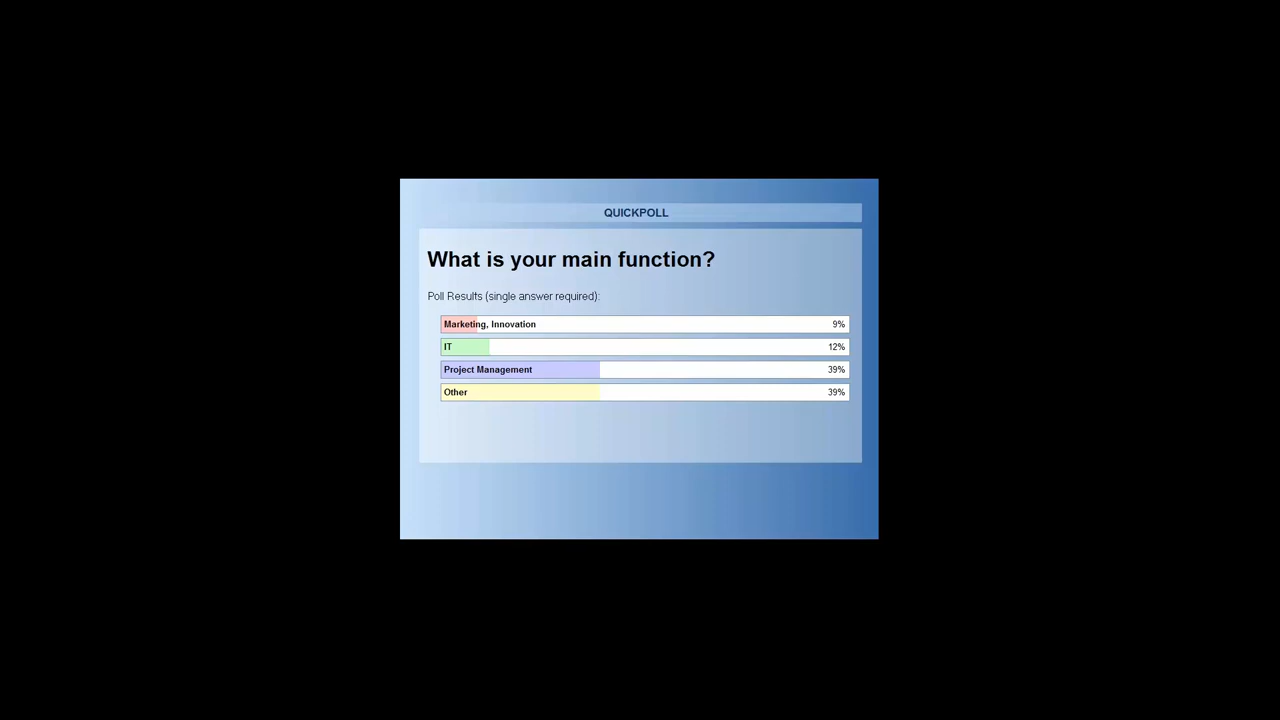 QUICKPOLL
What is your main function?
Poll Results (single answer required):
Marketing, Innovation 9%
IT 12%
Project Management 39%
Other 39%